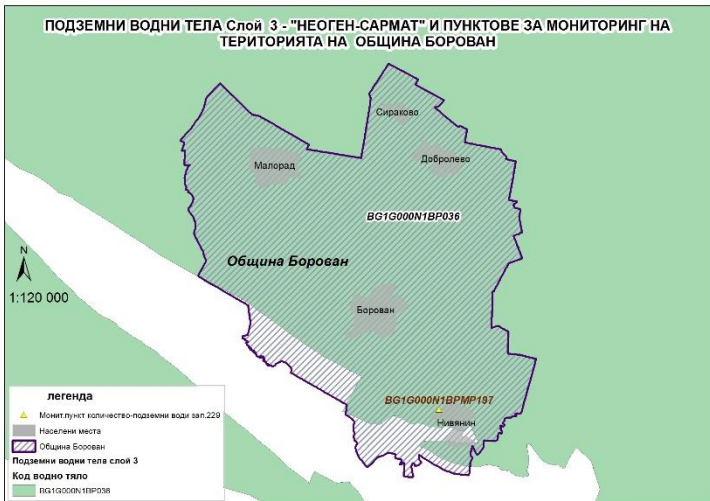 ПОДЗЕМНИ ВОДНИ ТЕЛА Слой 3 - "НЕОГЕН-САРМАТ" И ПУНКТОВЕ ЗА МОНИТОРИНГ НА
ТЕРИТОРИЯТА НА ОБЩИНА БОРОВАН
Сираково
Малорад
Добролево
BG1G000N1BP036
Община Борован
N
1:120 000
Борован
BG1G000N1BPMP197
Нивянин
легенда
Монит.пункт количество-подземни води зап.229
Населени места
Община Борован
Подземни водни тела слой 3
Код водно тяло
BG1G000N1BP036